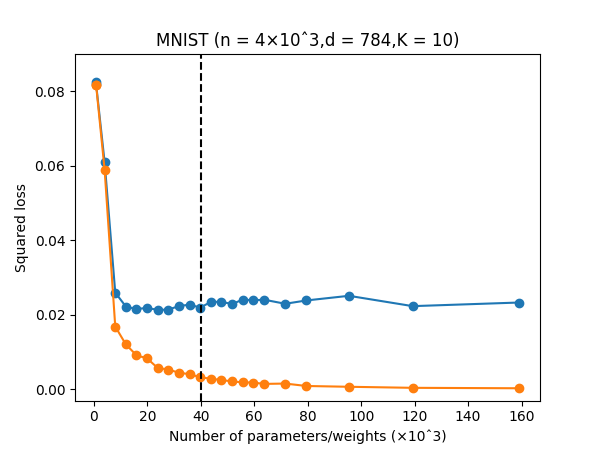 MNIST (n = 4×10ˆ3,d = 784,K = 10)
0.08
0.06
0.04
0.02
0.00
Squared loss
0 20 40 60 80 100 120 140 160
Number of parameters/weights (×10ˆ3)